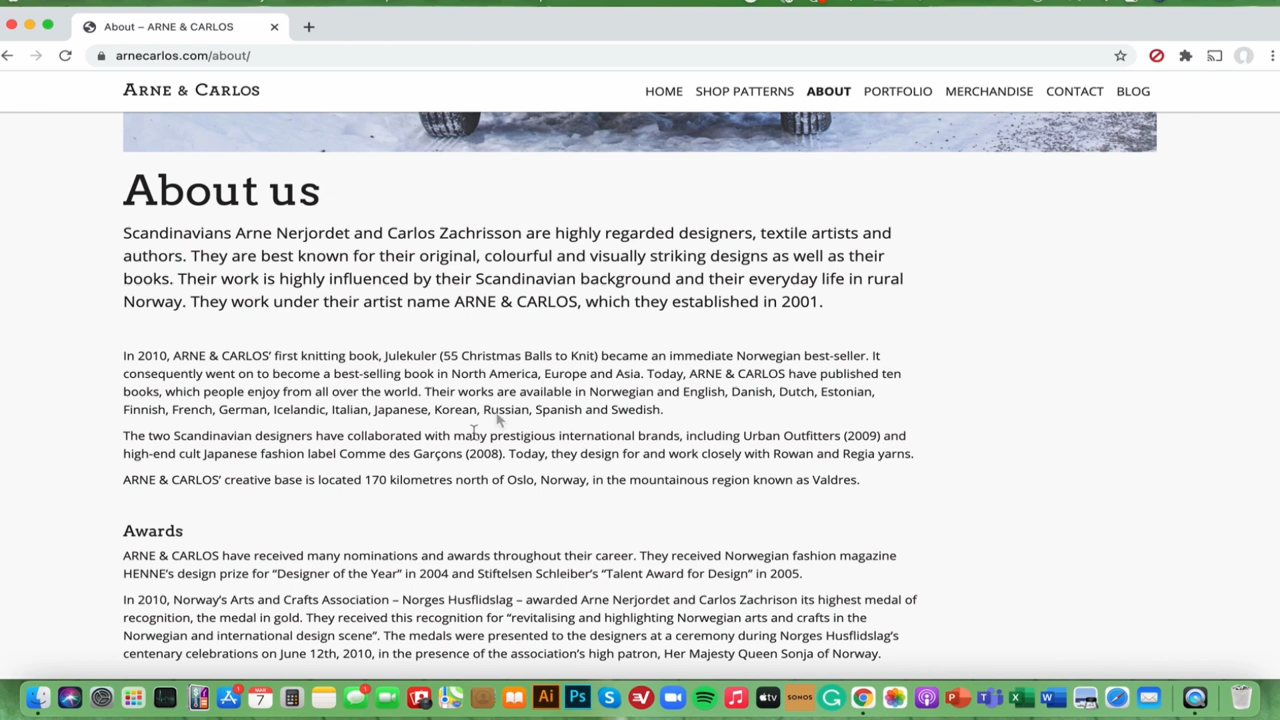 About – ARNE & CARLOS
arnecarlos.com/about/
ARNE & CARLOS
HOME SHOP PATTERNS ABOUT PORTFOLIO MERCHANDISE CONTACT BLOG
About us
Scandinavians Arne Nerjordet and Carlos Zachrisson are highly regarded designers, textile artists and
authors. They are best known for their original, colourful and visually striking designs as well as their
books. Their work is highly influenced by their Scandinavian background and their everyday life in rural
Norway. They work under their artist name ARNE & CARLOS, which they established in 2001.
In 2010, ARNE & CARLOS’ first knitting book, Julekuler (55 Christmas Balls to Knit) became an immediate Norwegian best-seller. It
consequently went on to become a best-selling book in North America, Europe and Asia. Today, ARNE & CARLOS have published ten
books, which people enjoy from all over the world. Their works are available in Norwegian and English, Danish, Dutch, Estonian,
Finnish, French, German, Icelandic, Italian, Japanese, Korean, Russian, Spanish and Swedish.
The two Scandinavian designers have collaborated with many prestigious international brands, including Urban Outfitters (2009) and
high-end cult Japanese fashion label Comme des Garçons (2008). Today, they design for and work closely with Rowan and Regia yarns.
ARNE & CARLOS’ creative base is located 170 kilometres north of Oslo, Norway, in the mountainous region known as Valdres.
Awards
ARNE & CARLOS have received many nominations and awards throughout their career. They received Norwegian fashion magazine
HENNE’s design prize for “Designer of the Year” in 2004 and Stiftelsen Schleiber’s “Talent Award for Design” in 2005.
In 2010, Norway’s Arts and Crafts Association – Norges Husflidslag – awarded Arne Nerjordet and Carlos Zachrison its highest medal of
recognition, the medal in gold. They received this recognition for “revitalising and highlighting Norwegian arts and crafts in the
Norwegian and international design scene”. The medals were presented to the designers at a ceremony during Norges Husflidslag’s
centenary celebrations on June 12th, 2010, in the presence of the association’s high patron, Her Majesty Queen Sonja of Norway.
MAR 7 Ai Ps tv SONOS